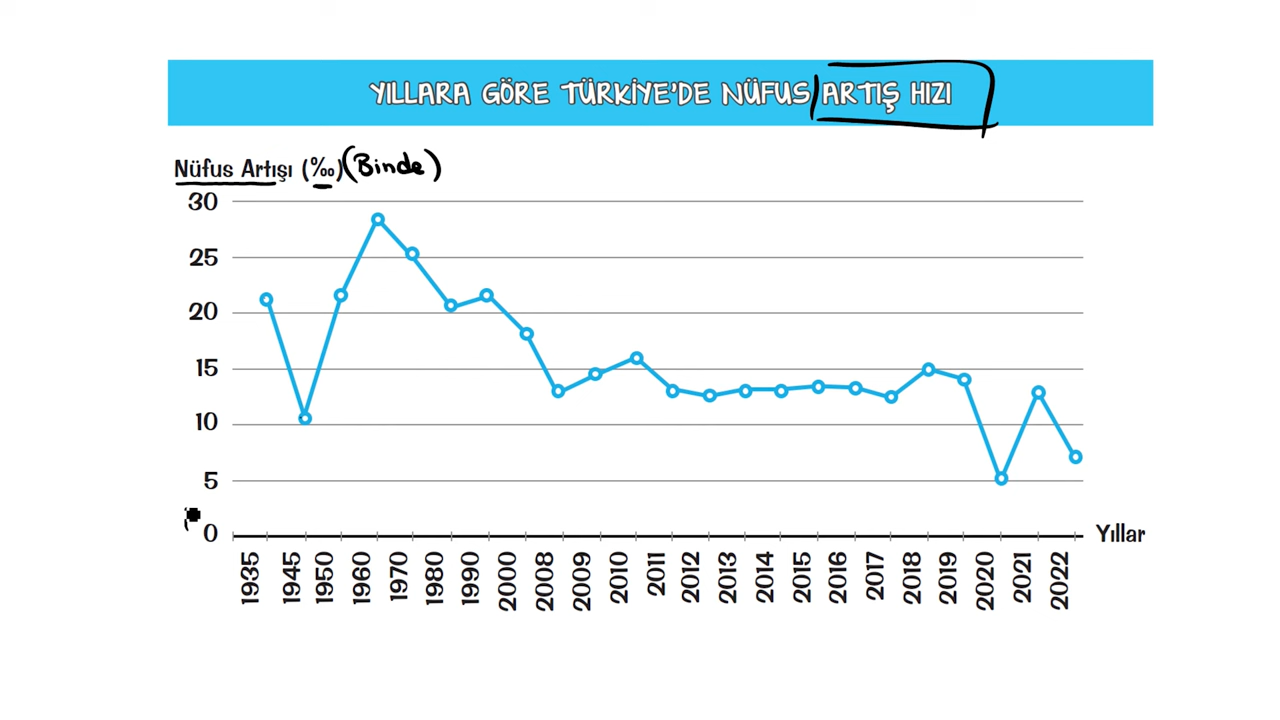 YILLARA GÖRE TÜRKİYE'DE NÜFUS ARTIŞ HIZI
Nüfus Artışı (‰) (Binde)
30
25
20
15
10
5
0
Yıllar
1935 1945 1950 1960 1970 1980 1990 2000 2008 2009 2010 2011 2012 2013 2014 2015 2016 2017 2018 2019 2020 2021 2022